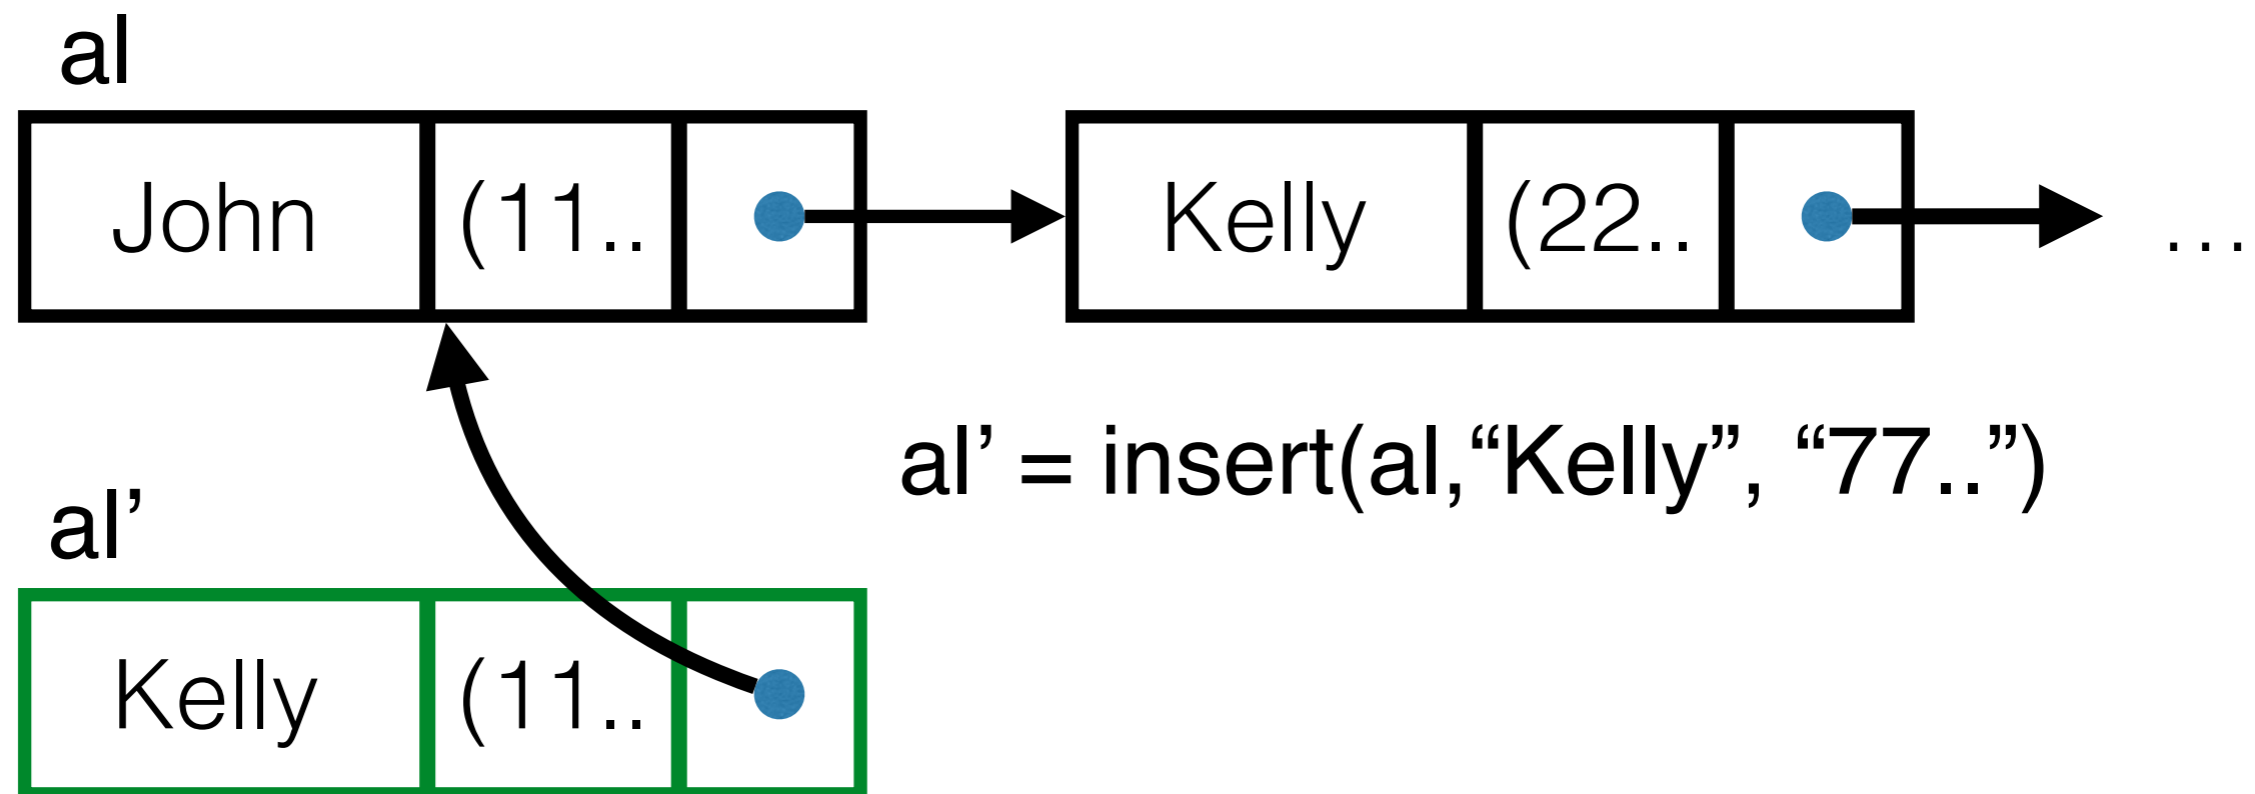 al
John (11.. Kelly (22.. ...
al’ = insert(al,“Kelly”, “77..”)
al’
Kelly (11..